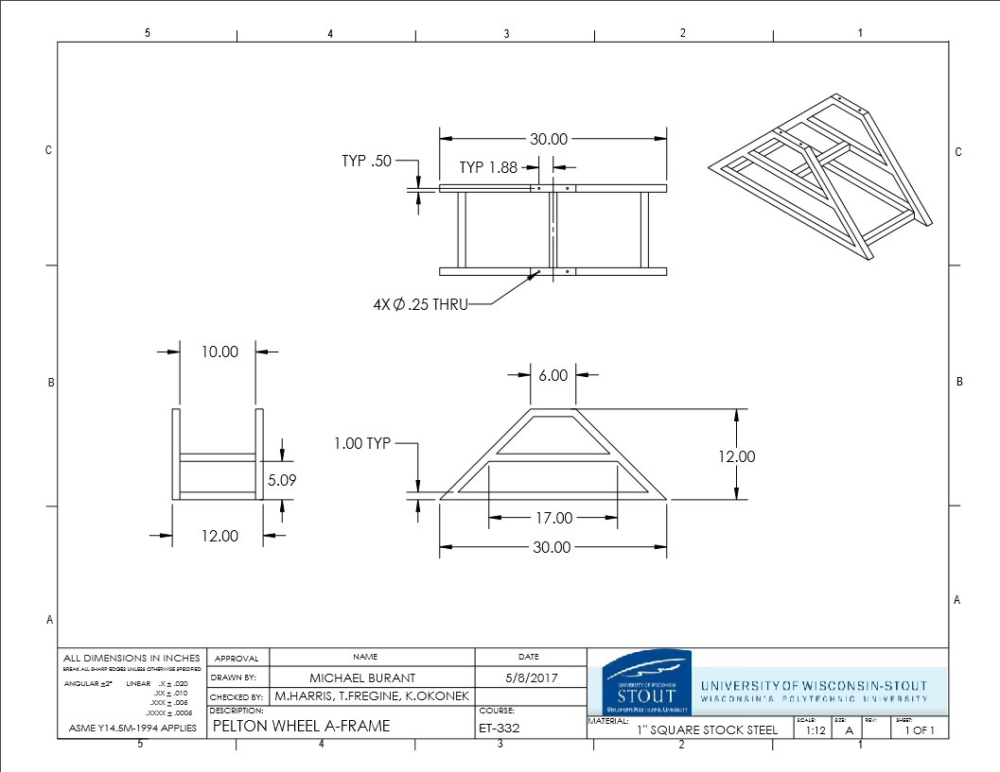 5 4 3 2 1
C
C
30.00
TYP .50
TYP 1.88
4X Ø .25 THRU
B
B
10.00
6.00
1.00 TYP
12.00
5.09
17.00
12.00
30.00
A
A
ALL DIMENSIONS IN INCHES
BREAK ALL SHARP EDGES UNLESS OTHERWISE SPECIFIED
ANGULAR ±2° LINEAR .X ± .020
.XX ± .010
.XXX ± .005
.XXXX ± .0005
ASME Y14.5M-1994 APPLIES
APPROVAL NAME DATE
DRAWN BY: MICHAEL BURANT 5/8/2017
CHECKED BY: M.HARRIS, T.FREGINE, K.OKONEK
DESCRIPTION: COURSE:
PELTON WHEEL A-FRAME ET-332
UNIVERSITY OF WISCONSIN
STOUT
WISCONSIN'S POLYTECHNIC UNIVERSITY
UNIVERSITY OF WISCONSIN-STOUT
WISCONSIN'S POLYTECHNIC UNIVERSITY
MATERIAL: SCALE: SIZE: REV: SHEET:
1" SQUARE STOCK STEEL 1:12 A 1 OF 1
5 4 3 2 1